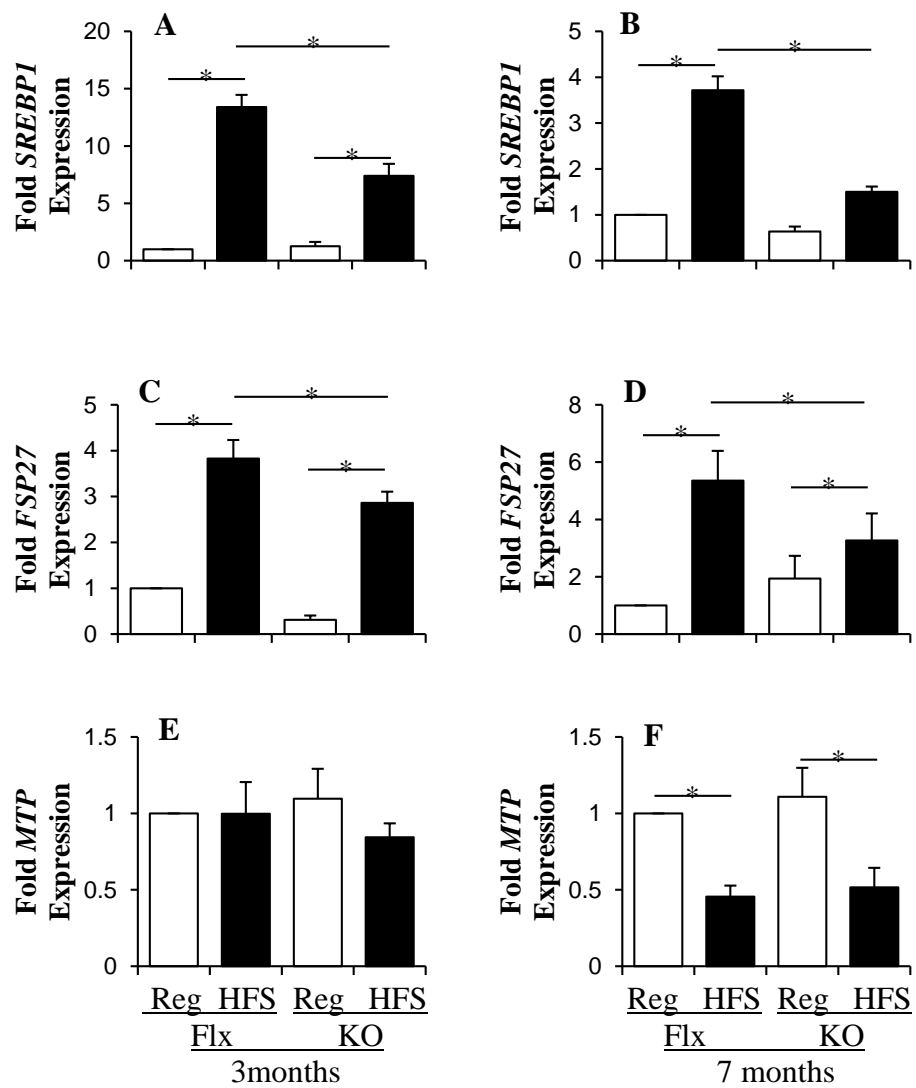 A
Fold SREBP1
Expression
20
15
10
5
0
*
*
*
B
Fold SREBP1
Expression
5
4
3
2
1
0
*
*
C
Fold FSP27
Expression
5
4
3
2
1
0
*
*
*
D
Fold FSP27
Expression
8
6
4
2
0
*
*
*
E
Fold MTP
Expression
1.5
1
0.5
0
Reg HFS Reg HFS
Flx KO
3months
F
Fold MTP
Expression
1.5
1
0.5
0
*
*
Reg HFS Reg HFS
Flx KO
7 months